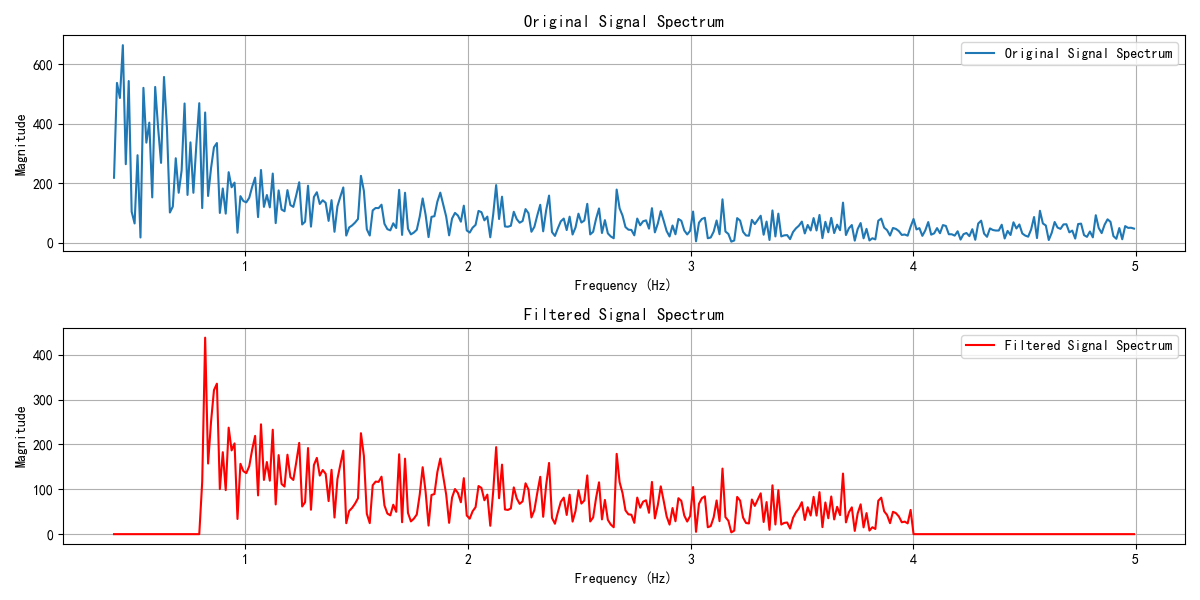 Original Signal Spectrum
Original Signal Spectrum
Magnitude
600
400
200
0
1 2 3 4 5
Frequency (Hz)
Filtered Signal Spectrum
Filtered Signal Spectrum
Magnitude
400
300
200
100
0
1 2 3 4 5
Frequency (Hz)